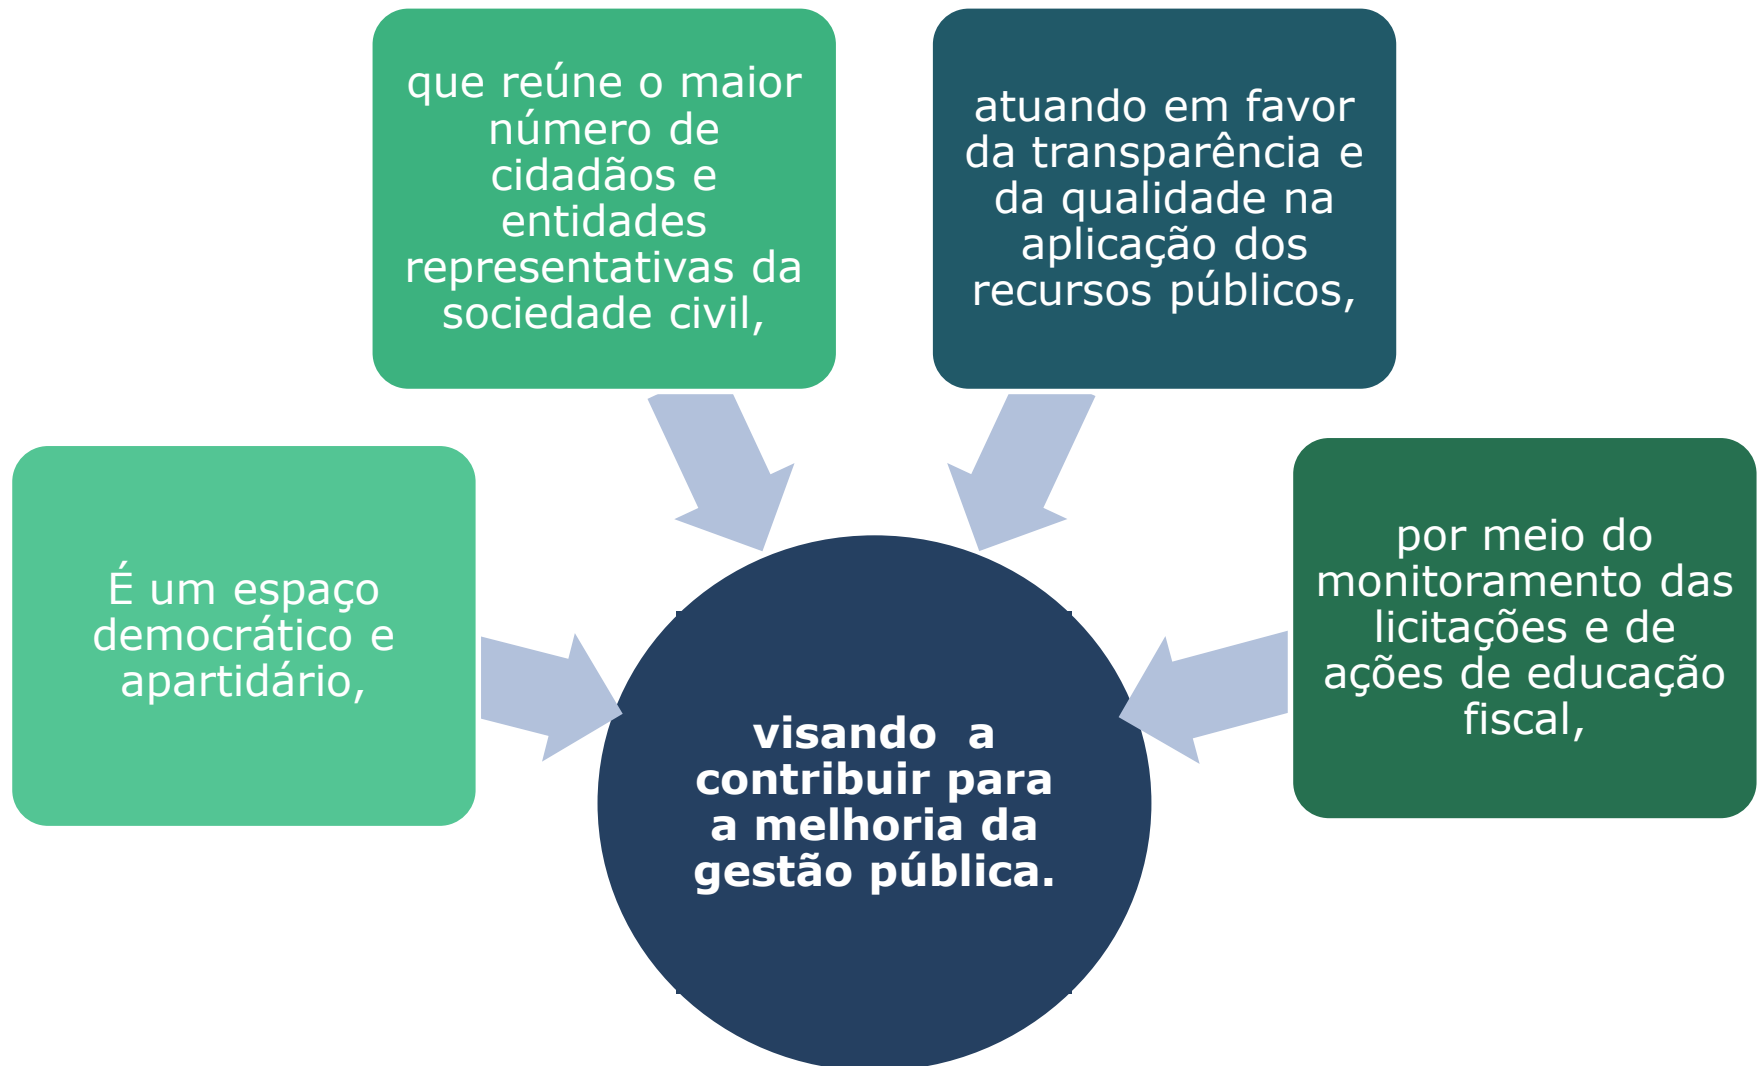 É um espaço
democrático e
apartidário,
que reúne o maior
número de
cidadãos e
entidades
representativas da
sociedade civil,
atuando em favor
da transparência e
da qualidade na
aplicação dos
recursos públicos,
por meio do
monitoramento das
licitações e de
ações de educação
fiscal,
visando  a
contribuir para
a melhoria da
gestão pública.